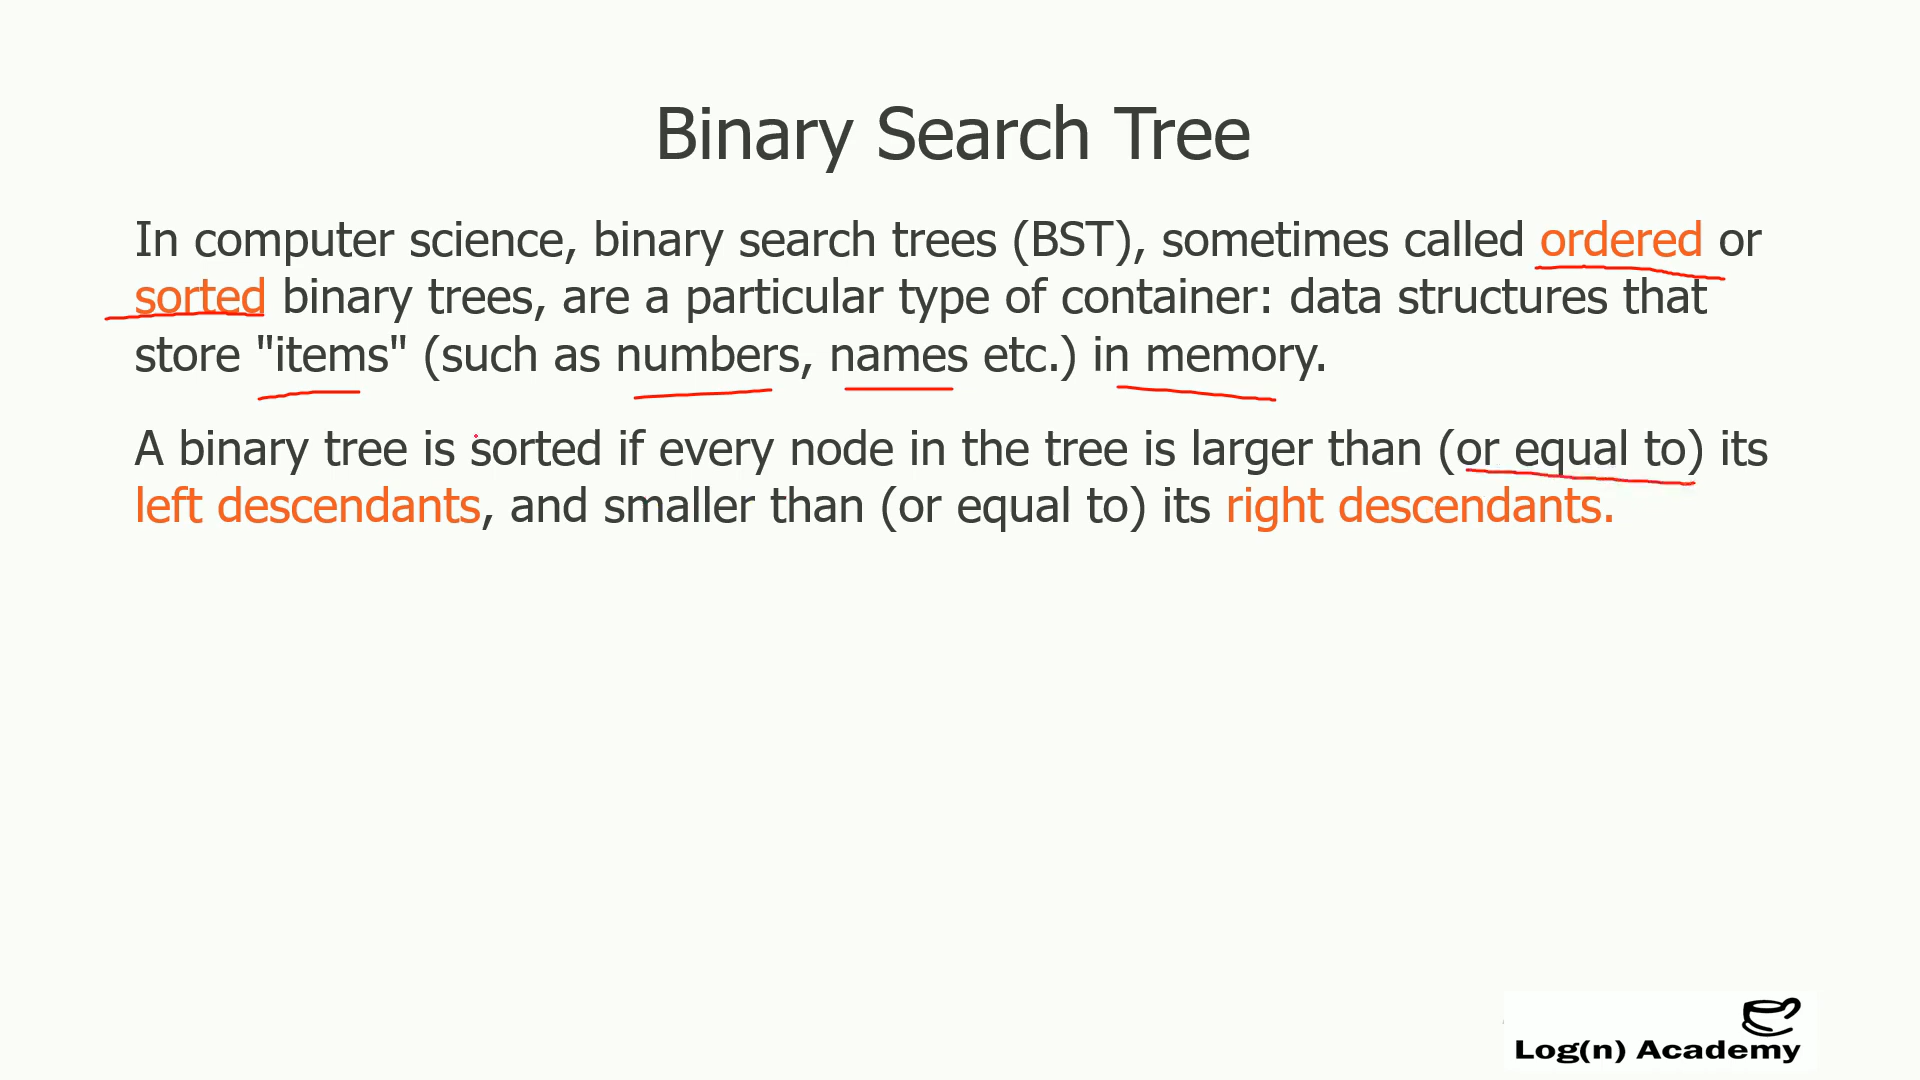 Binary Search Tree
In computer science, binary search trees (BST), sometimes called ordered or
sorted binary trees, are a particular type of container: data structures that
store "items" (such as numbers, names etc.) in memory.
A binary tree is sorted if every node in the tree is larger than (or equal to) its
left descendants, and smaller than (or equal to) its right descendants.
Log(n) Academy